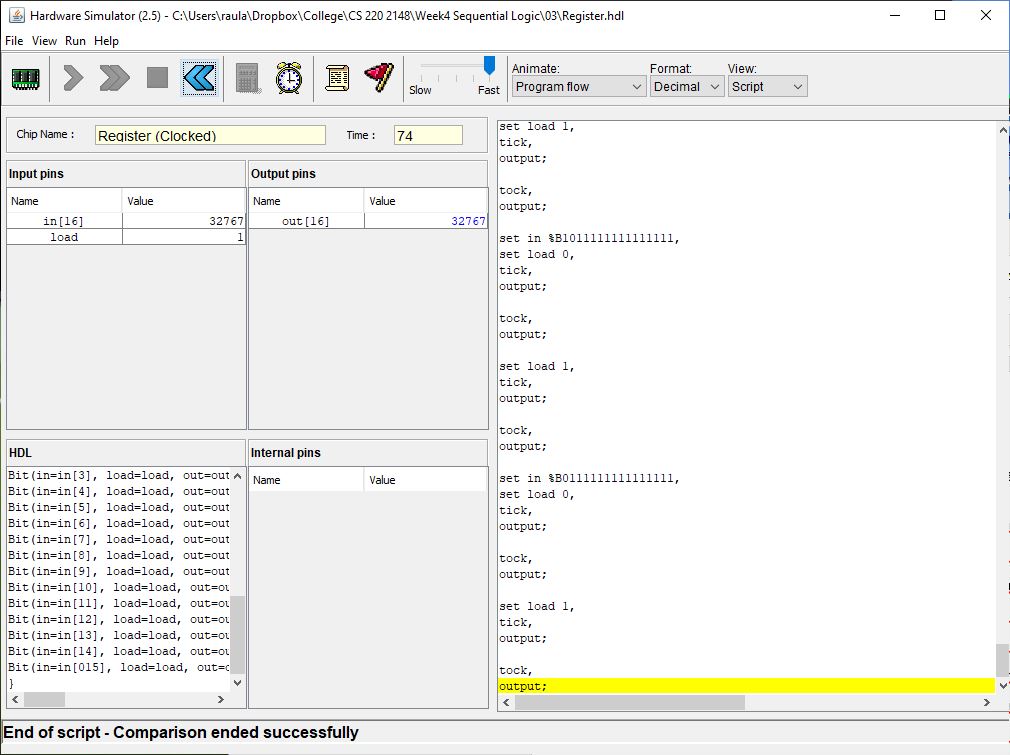 Hardware Simulator (2.5) - C:\Users\raula\Dropbox\College\CS 220 2148\Week4 Sequential Logic\03\Register.hdl
File View Run Help
Slow Fast
Animate: Format: View:
Program flow Decimal Script
Chip Name : Register (Clocked) Time : 74
Input pins
Name Value
in[16] 32767
load 1
Output pins
Name Value
out[16] 32767
HDL
Bit(in=in[3], load=load, out=out
Bit(in=in[4], load=load, out=out
Bit(in=in[5], load=load, out=out
Bit(in=in[6], load=load, out=out
Bit(in=in[7], load=load, out=out
Bit(in=in[8], load=load, out=out
Bit(in=in[9], load=load, out=out
Bit(in=in[10], load=load, out=ou
Bit(in=in[11], load=load, out=ou
Bit(in=in[12], load=load, out=ou
Bit(in=in[13], load=load, out=ou
Bit(in=in[14], load=load, out=ou
Bit(in=in[015], load=load, out=o
}
Internal pins
Name Value
set load 1,
tick,
output;
tock,
output;
set in %B1011111111111111,
set load 0,
tick,
output;
tock,
output;
set load 1,
tick,
output;
tock,
output;
set in %B0111111111111111,
set load 0,
tick,
output;
tock,
output;
set load 1,
tick,
output;
tock,
output;
End of script - Comparison ended successfully